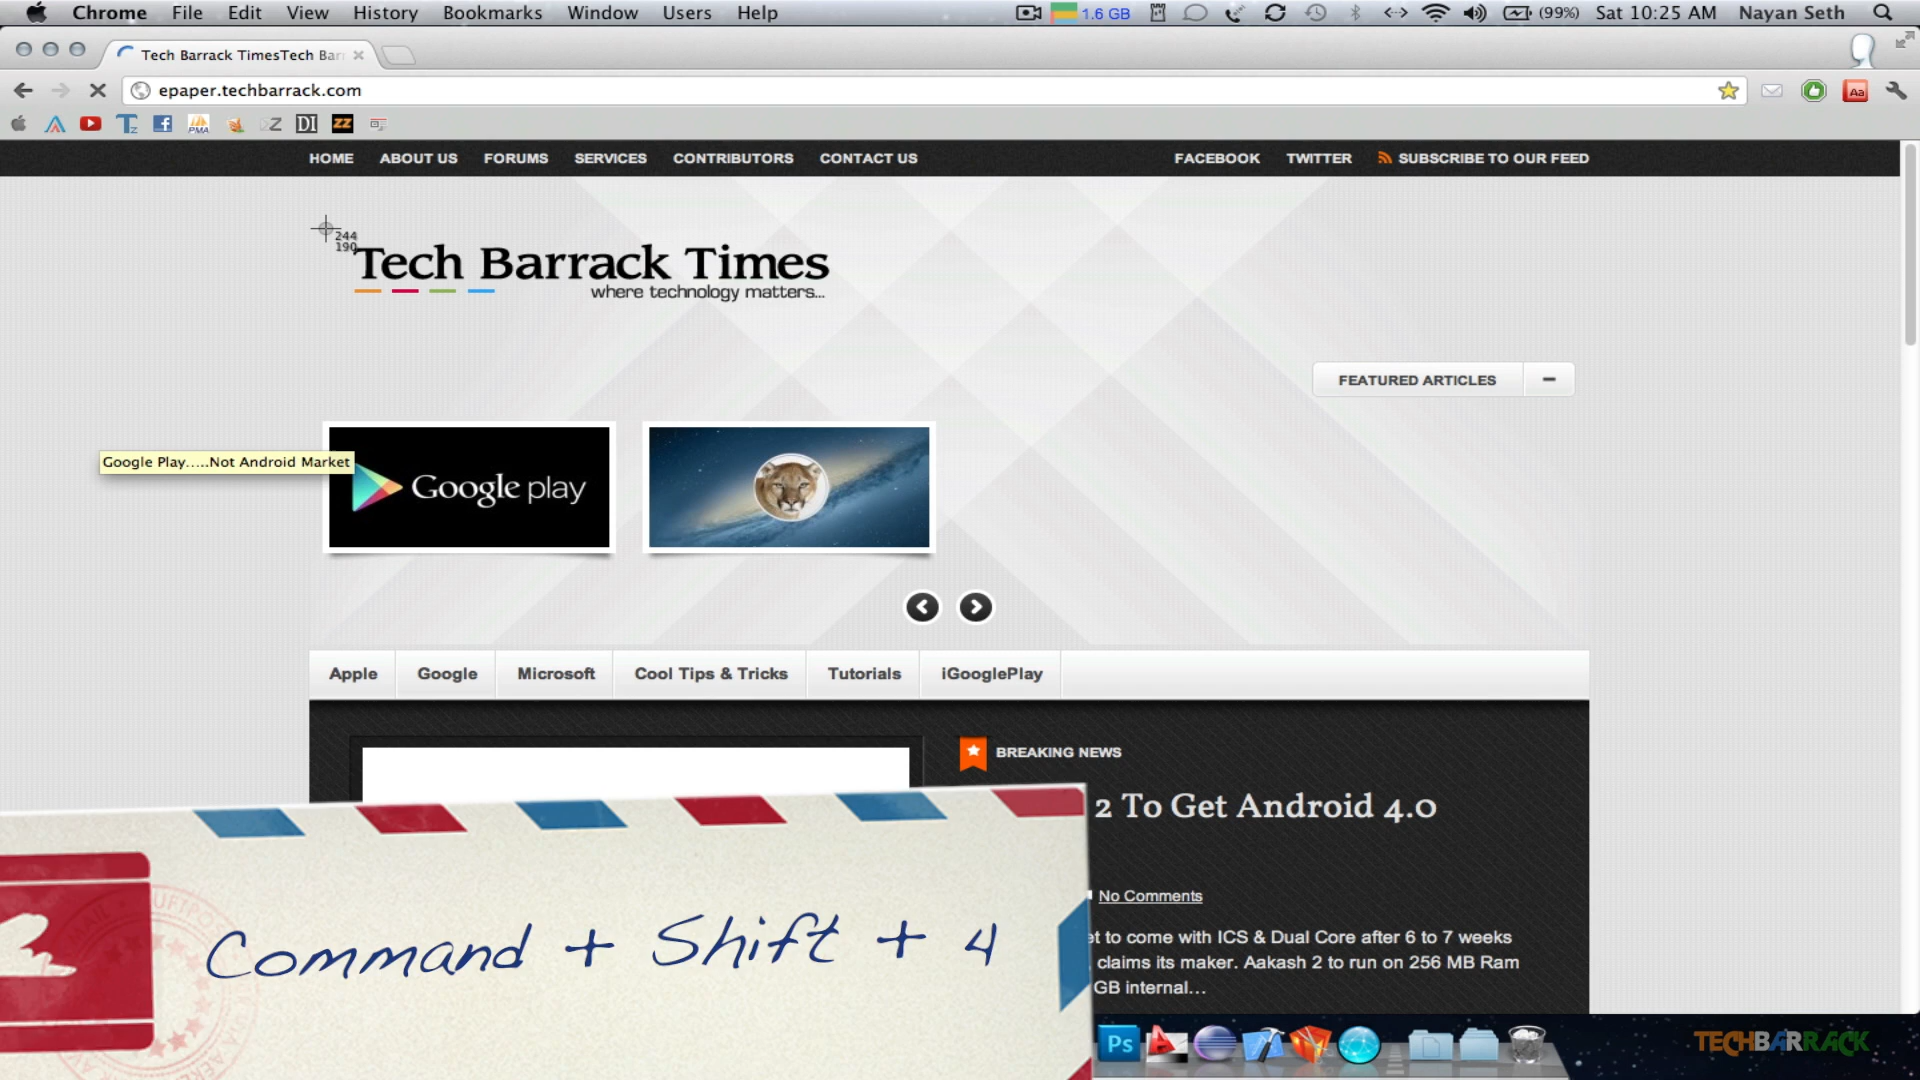 Chrome File Edit View History Bookmarks Window Users Help 1.6 GB (99%) Sat 10:25 AM Nayan Seth
Tech Barrack TimesTech Bar
epaper.techbarrack.com Aa
Tz PMA Z DI ZZ
HOME ABOUT US FORUMS SERVICES CONTRIBUTORS CONTACT US FACEBOOK TWITTER SUBSCRIBE TO OUR FEED
244
190
Tech Barrack Times
where technology matters...
FEATURED ARTICLES
Google Play.....Not Android Market
Google play
Apple Google Microsoft Cool Tips & Tricks Tutorials iGooglePlay
BREAKING NEWS
2 To Get Android 4.0
No Comments
to come with ICS & Dual Core after 6 to 7 weeks
claims its maker. Aakash 2 to run on 256 MB Ram
GB internal...
Command + Shift + 4
Ps
TECHBARRACK